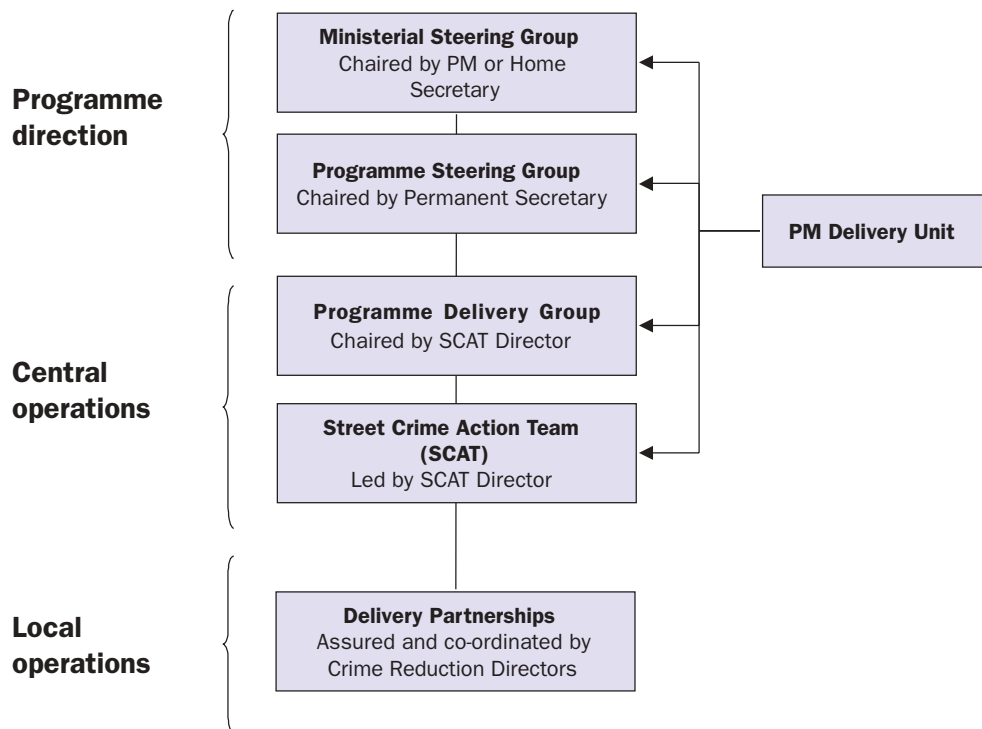 Programme
direction
Ministerial Steering Group
Chaired by PM or Home
Secretary
Programme Steering Group
Chaired by Permanent Secretary
PM Delivery Unit
Central
operations
Programme Delivery Group
Chaired by SCAT Director
Street Crime Action Team
(SCAT)
Led by SCAT Director
Local
operations
Delivery Partnerships
Assured and co-ordinated by
Crime Reduction Directors